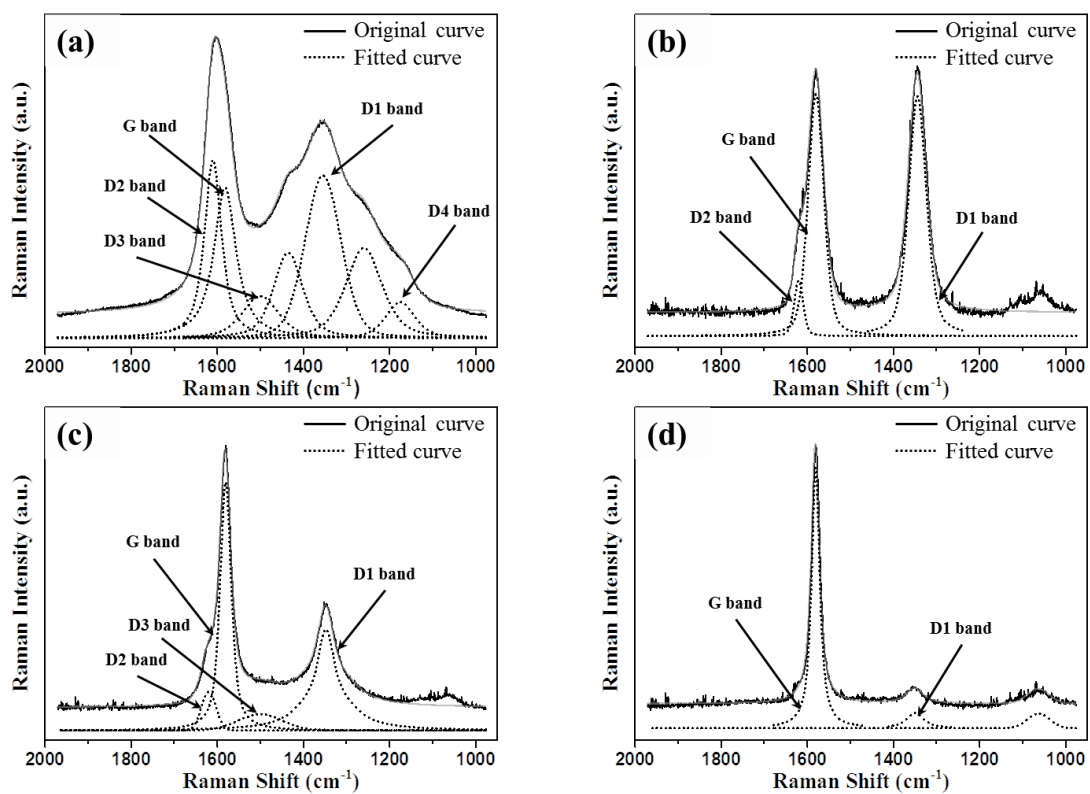 (a)
Original curve
Fitted curve
D1 band
G band
D2 band
D3 band
D4 band
Raman Intensity (a.u.)
2000 1800 1600 1400 1200 1000
Raman Shift (cm-1)
(b)
Original curve
Fitted curve
G band
D2 band
D1 band
Raman Intensity (a.u.)
2000 1800 1600 1400 1200 1000
Raman Shift (cm-1)
(c)
Original curve
Fitted curve
G band
D1 band
D3 band
D2 band
Raman Intensity (a.u.)
2000 1800 1600 1400 1200 1000
Raman Shift (cm-1)
(d)
Original curve
Fitted curve
G band
D1 band
Raman Intensity (a.u.)
2000 1800 1600 1400 1200 1000
Raman Shift (cm-1)